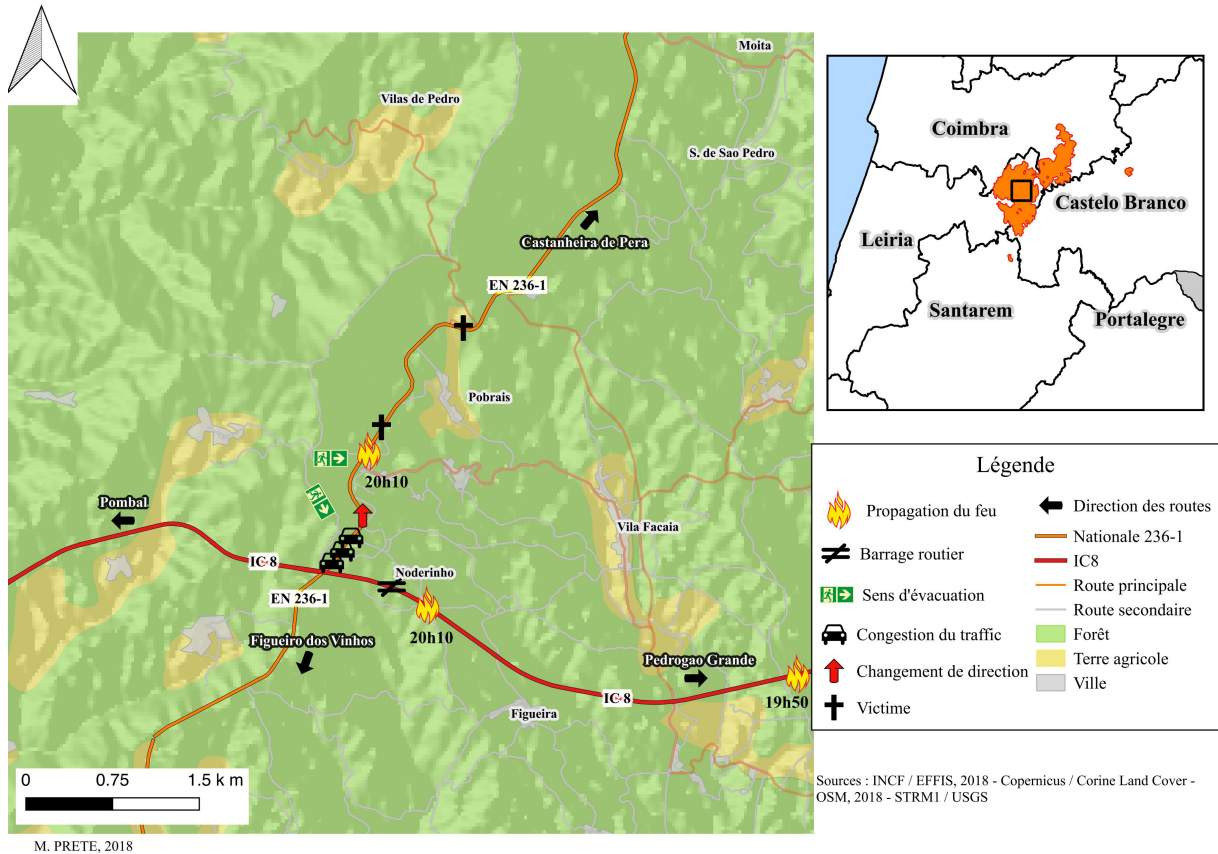 Moita
Vilas de Pedro
S. de Sao Pedro
Castanheira de Pera
EN 236-1
Pobrais
20h10
Pombal
Vila Facaia
IC-8
Noderinho
EN 236-1
20h10
Figueiro dos Vinhos
Pedrogao Grande
IC-8
19h50
Figueira
0 0.75 1.5 km
M. PRETE, 2018
Coimbra
Castelo Branco
Leiria
Santarem
Portalegre
Légende
Propagation du feu
Barrage routier
Sens d'évacuation
Congestion du traffic
Changement de direction
Victime
Direction des routes
Nationale 236-1
IC8
Route principale
Route secondaire
Forêt
Terre agricole
Ville
Sources : INCF / EFFIS, 2018 - Copernicus / Corine Land Cover -
OSM, 2018 - STRM1 / USGS